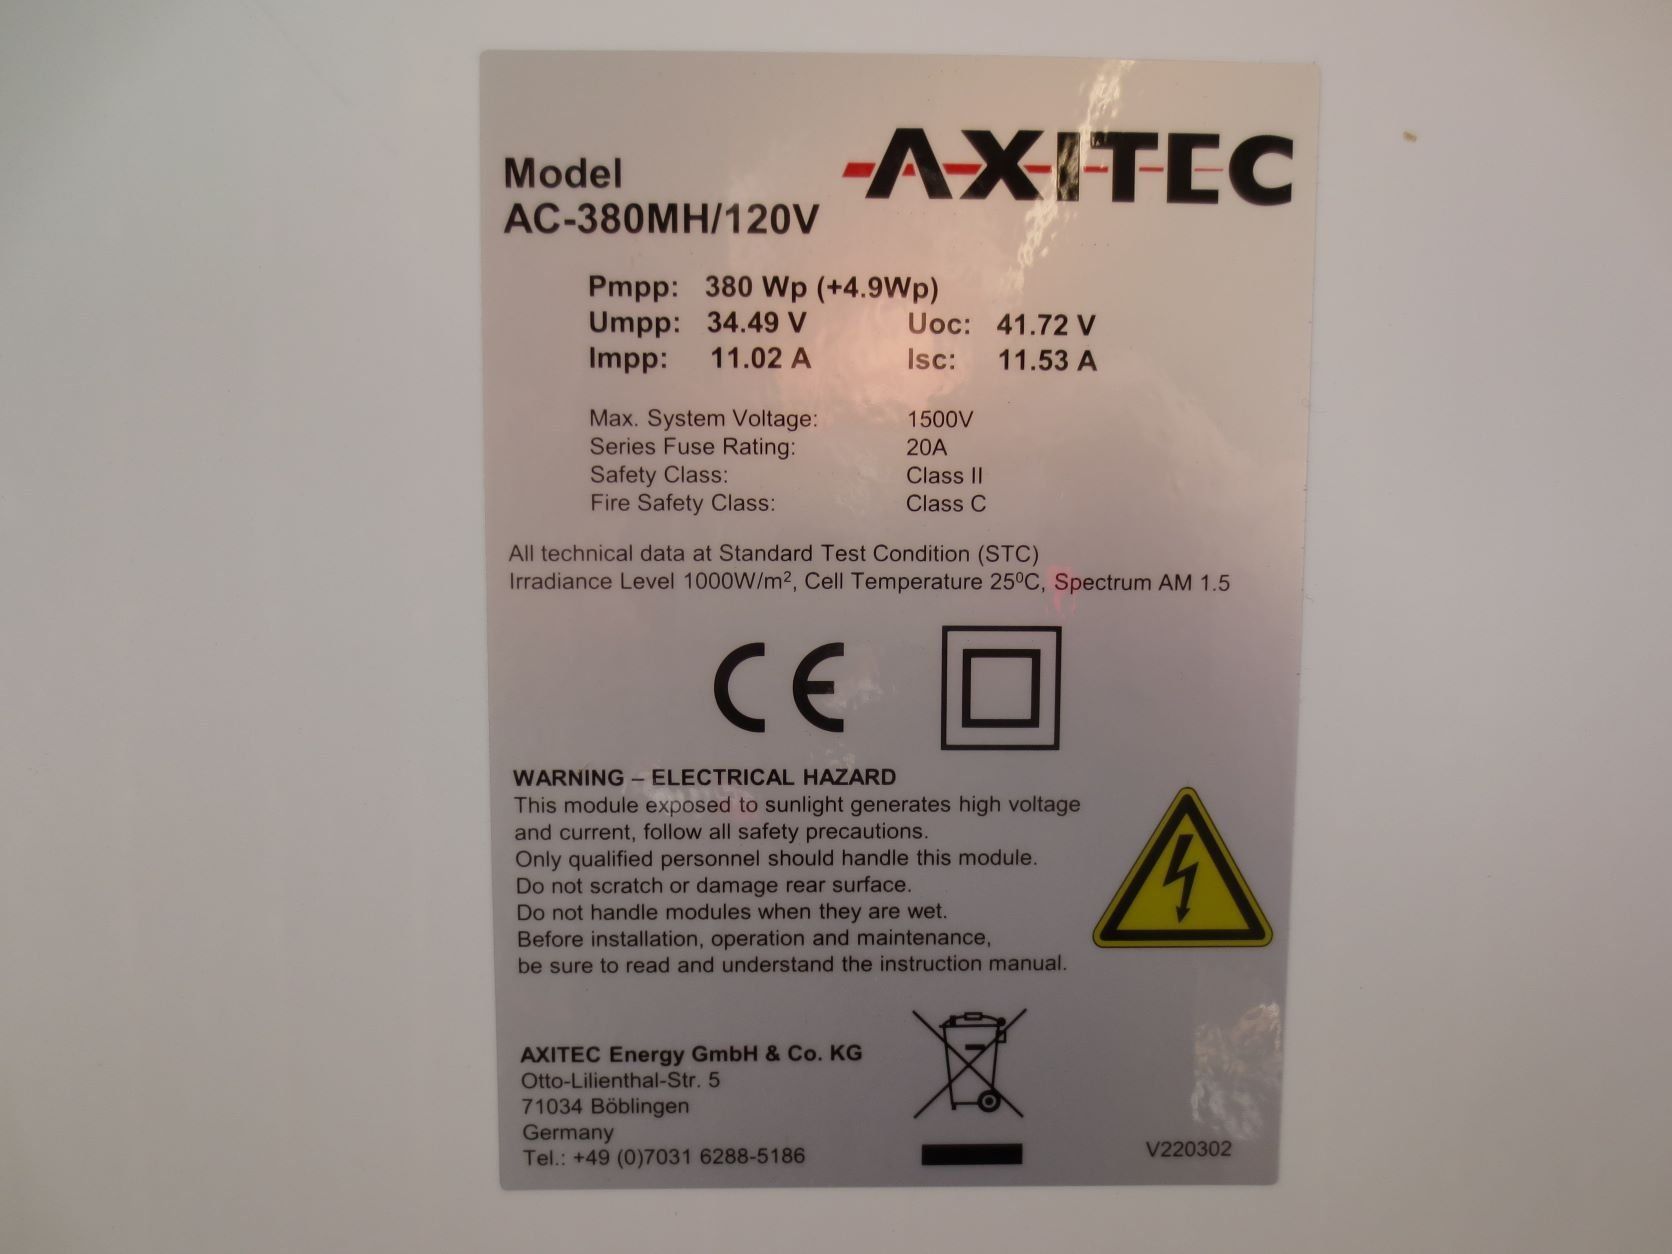 AXITEC
Model
AC-380MH/120V
Pmpp: 380 Wp (+4.9Wp)
Umpp: 34.49 V Uoc: 41.72 V
Impp: 11.02 A Isc: 11.53 A
Max. System Voltage: 1500V
Series Fuse Rating: 20A
Safety Class: Class II
Fire Safety Class: Class C
All technical data at Standard Test Condition (STC)
Irradiance Level 1000W/m², Cell Temperature 25⁰C, Spectrum AM 1.5
CE
WARNING – ELECTRICAL HAZARD
This module exposed to sunlight generates high voltage
and current, follow all safety precautions.
Only qualified personnel should handle this module.
Do not scratch or damage rear surface.
Do not handle modules when they are wet.
Before installation, operation and maintenance,
be sure to read and understand the instruction manual.
AXITEC Energy GmbH & Co. KG
Otto-Lilienthal-Str. 5
71034 Böblingen
Germany
Tel.: +49 (0)7031 6288-5186
V220302